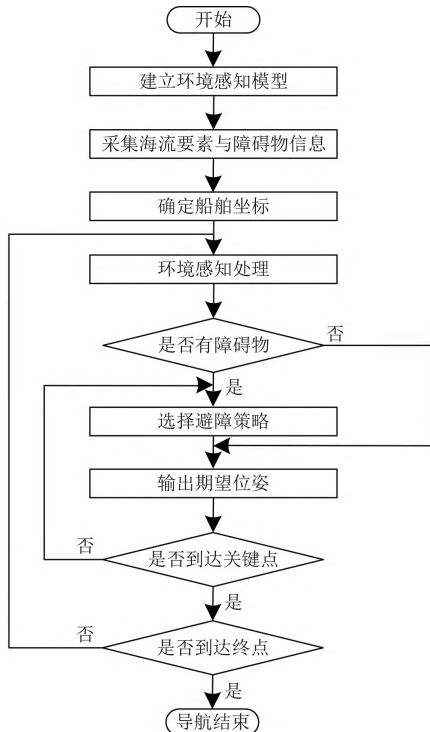 开始
建立环境感知模型
采集海流要素与障碍物信息
确定船舶坐标
环境感知处理
是否有障碍物
否
是
选择避障策略
输出期望位姿
是否到达关键点
否
是
是否到达终点
否
是
导航结束